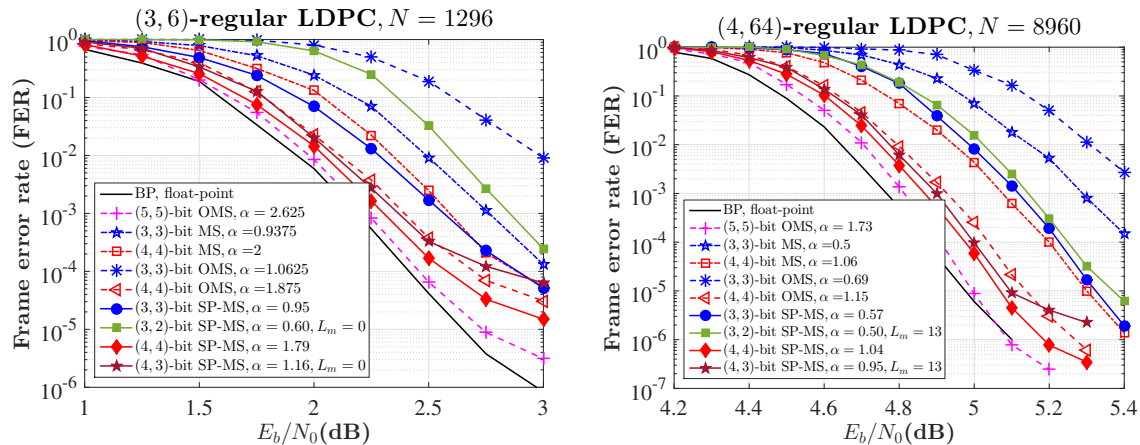 (3, 6)-regular LDPC, N = 1296
Frame error rate (FER)
10^0
10^-1
10^-2
10^-3
10^-4
10^-5
10^-6
BP, float-point
(5, 5)-bit OMS, α = 2.625
(3, 3)-bit MS, α =0.9375
(4, 4)-bit MS, α =2
(3, 3)-bit OMS, α =1.0625
(4, 4)-bit OMS, α =1.875
(3, 3)-bit SP-MS, α = 0.95
(3, 2)-bit SP-MS, α = 0.60, L_m = 0
(4, 4)-bit SP-MS, α = 1.79
(4, 3)-bit SP-MS, α = 1.16, L_m = 0
1 1.5 2 2.5 3
E_b/N_0(dB)
(4, 64)-regular LDPC, N = 8960
Frame error rate (FER)
10^0
10^-1
10^-2
10^-3
10^-4
10^-5
10^-6
10^-7
BP, float-point
(5, 5)-bit OMS, α = 1.73
(3, 3)-bit MS, α =0.5
(4, 4)-bit MS, α =1.06
(3, 3)-bit OMS, α =0.69
(4, 4)-bit OMS, α =1.15
(3, 3)-bit SP-MS, α = 0.57
(3, 2)-bit SP-MS, α = 0.50, L_m = 13
(4, 4)-bit SP-MS, α = 1.04
(4, 3)-bit SP-MS, α = 0.95, L_m = 13
4.2 4.4 4.6 4.8 5 5.2 5.4
E_b/N_0(dB)